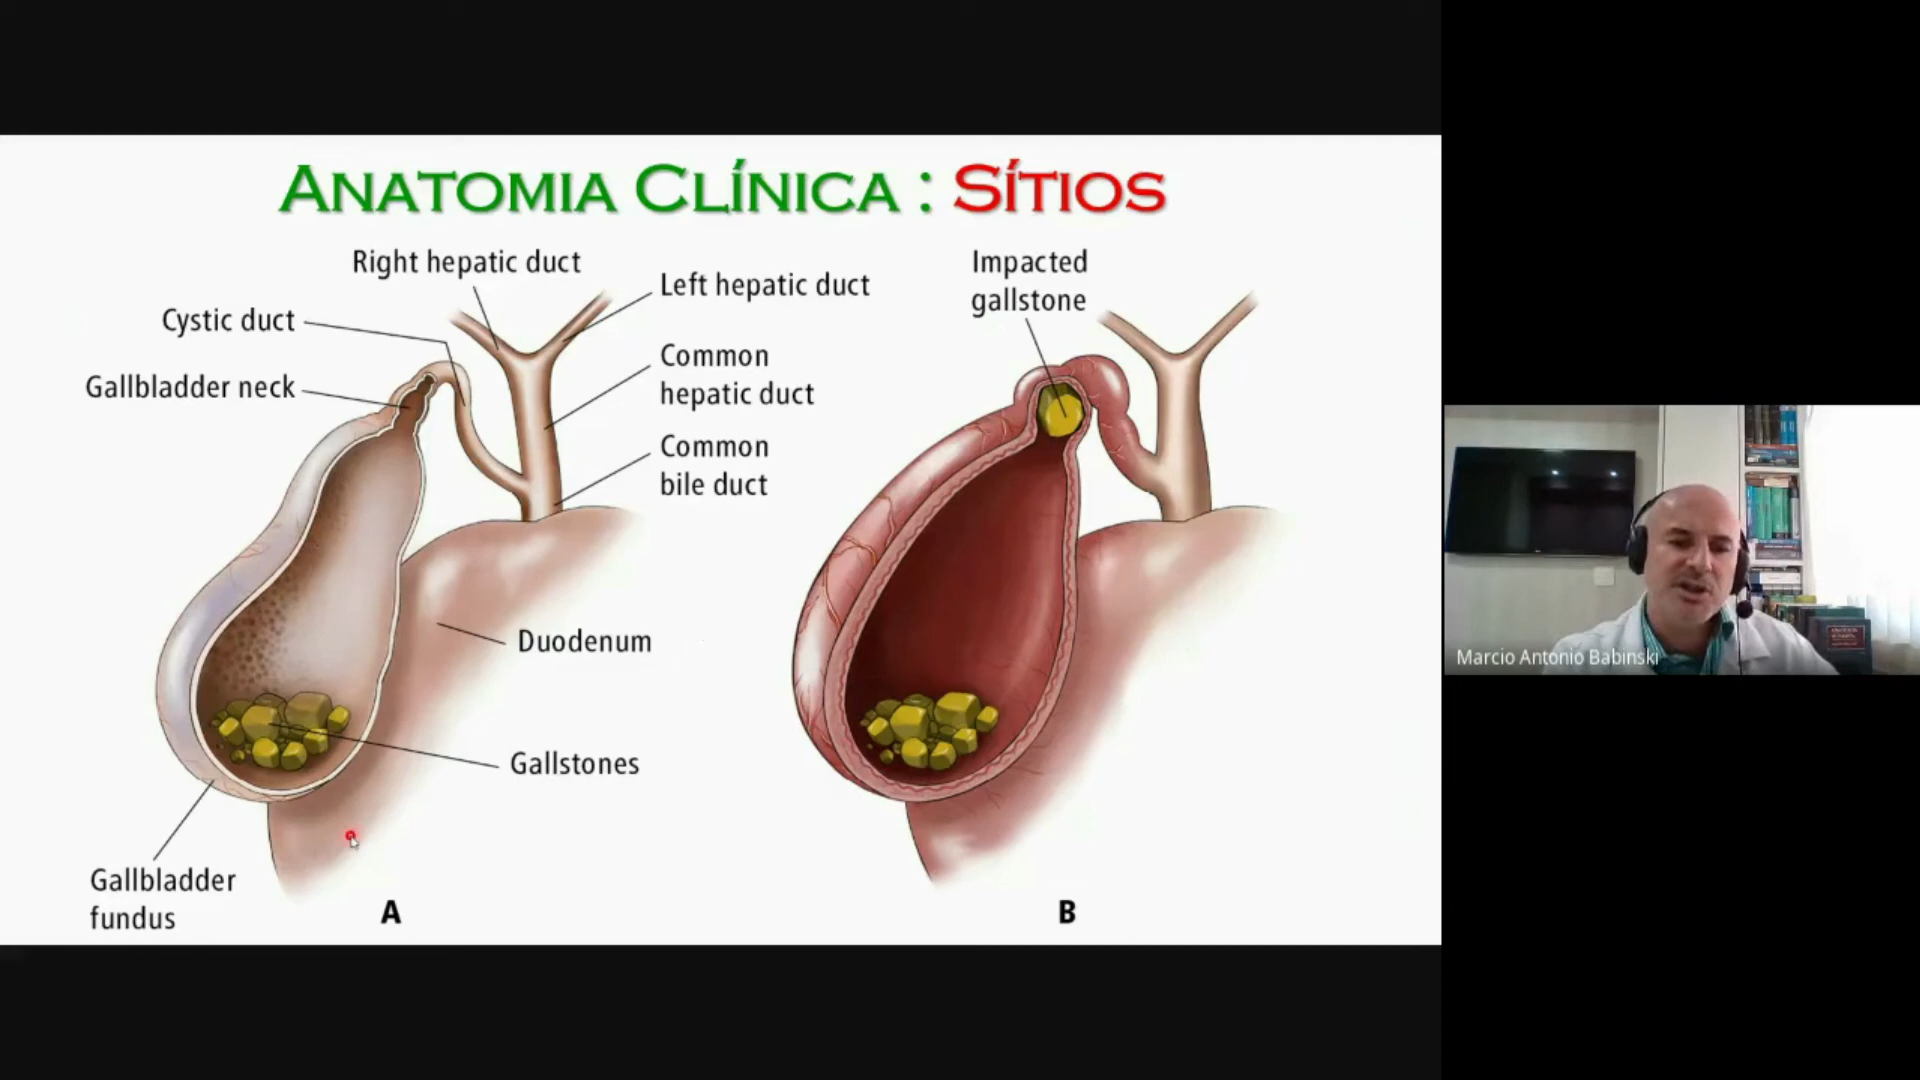 ANATOMIA CLÍNICA : SÍTIOS
Right hepatic duct
Left hepatic duct
Cystic duct
Common
hepatic duct
Gallbladder neck
Common
bile duct
Duodenum
Gallstones
Gallbladder
fundus
A
Impacted
gallstone
B
Marcio Antonio Babinski